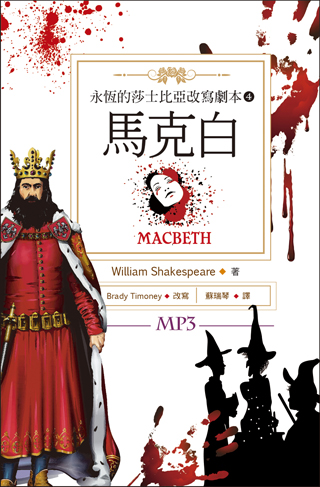 永恆的莎士比亞改寫劇本❹
馬克白
MACBETH
William Shakespeare ◆ 著
Brady Timoney ◆ 改寫 | 蘇瑞琴 ◆ 譯
MP3